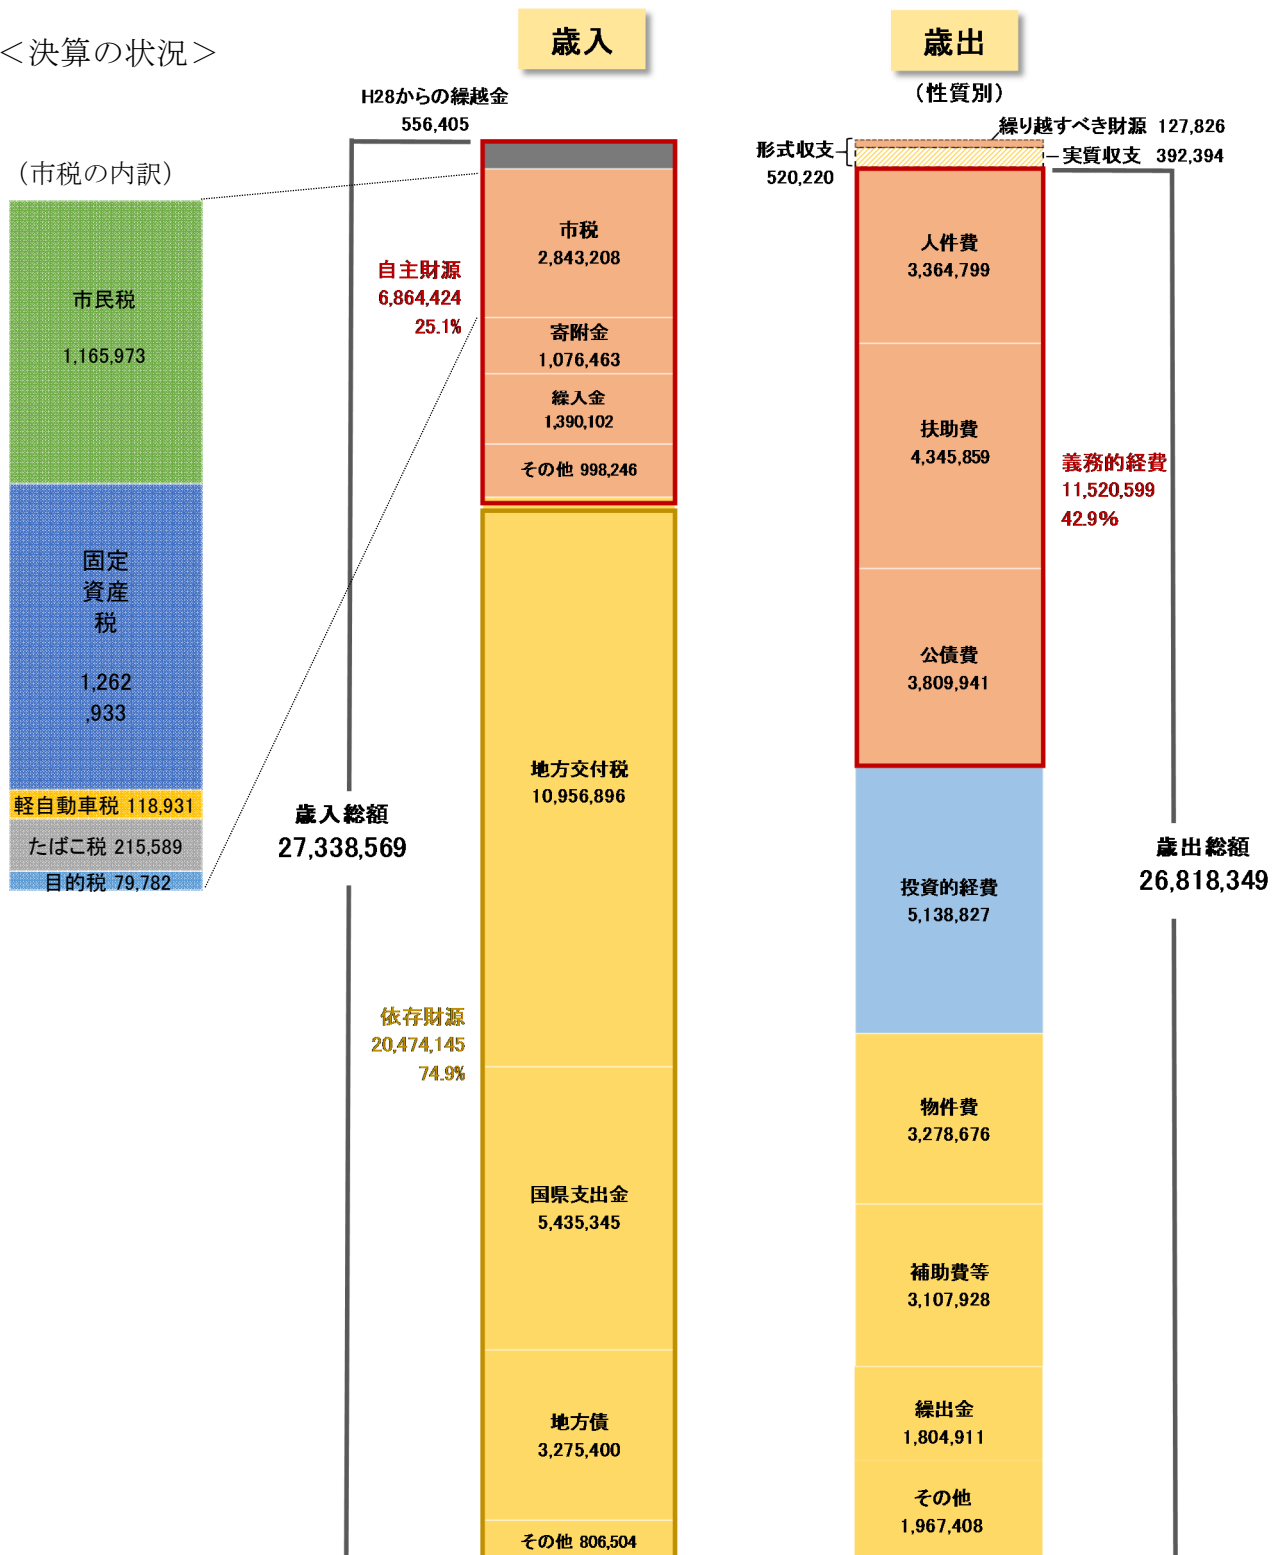 ＜決算の状況＞
歳入
歳出
（性質別）
H28からの繰越金
556,405
繰り越すべき財源 127,826
形式収支
520,220
実質収支 392,394
（市税の内訳）
市民税
1,165,973
固定
資産
税
1,262
,933
軽自動車税 118,931
たばこ税 215,589
目的税 79,782
自主財源
6,864,424
25.1%
市税
2,843,208
寄附金
1,076,463
繰入金
1,390,102
その他 998,246
歳入総額
27,338,569
依存財源
20,474,145
74.9%
地方交付税
10,956,896
国県支出金
5,435,345
地方債
3,275,400
その他 806,504
人件費
3,364,799
扶助費
4,345,859
公債費
3,809,941
義務的経費
11,520,599
42.9%
投資的経費
5,138,827
物件費
3,278,676
補助費等
3,107,928
繰出金
1,804,911
その他
1,967,408
歳出総額
26,818,349